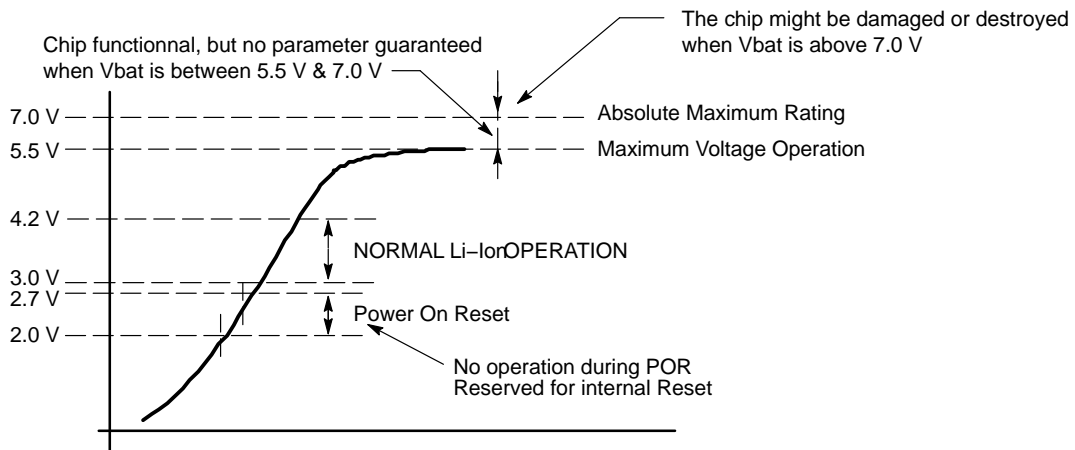 The chip might be damaged or destroyed
when Vbat is above 7.0 V
Chip functionnal, but no parameter guaranteed
when Vbat is between 5.5 V & 7.0 V
7.0 V
Absolute Maximum Rating
5.5 V
Maximum Voltage Operation
4.2 V
NORMAL Li–IonOPERATION
3.0 V
2.7 V
Power On Reset
2.0 V
No operation during POR
Reserved for internal Reset